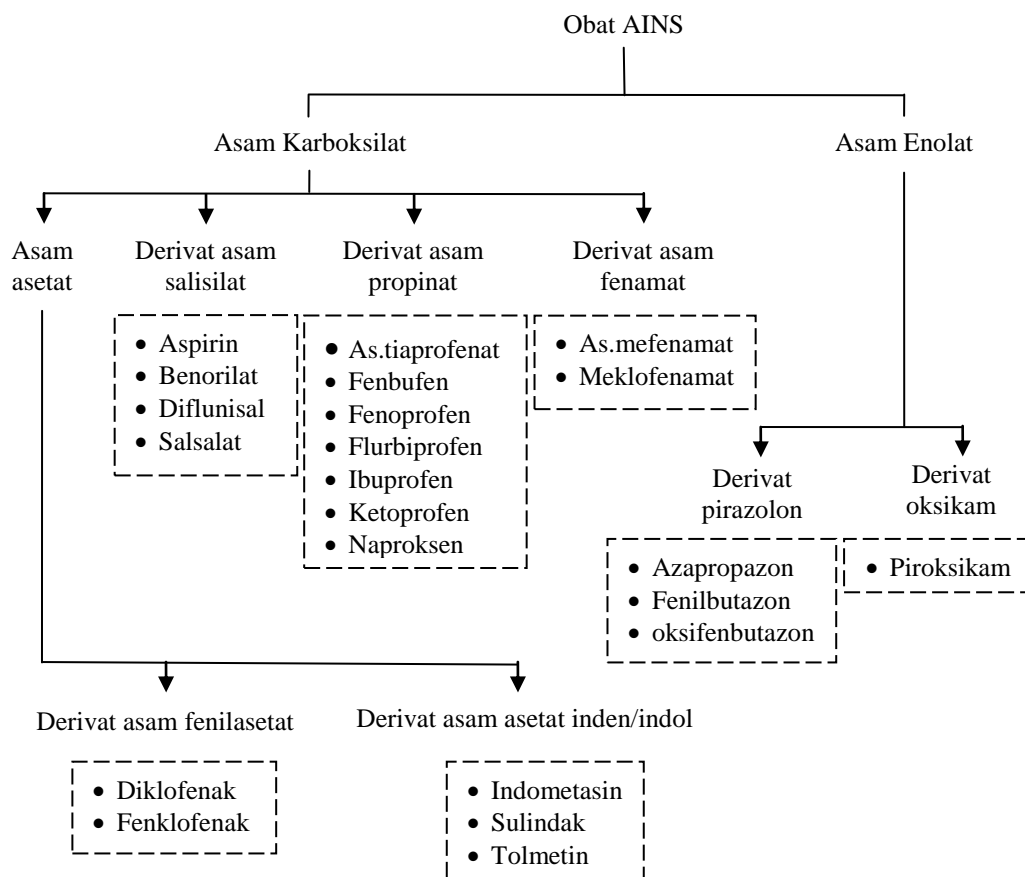 Obat AINS
Asam Karboksilat
Asam Enolat
Asam
asetat
Derivat asam
salisilat
Derivat asam
propinat
Derivat asam
fenamat
• Aspirin
• Benorilat
• Diflunisal
• Salsalat
• As.tiaprofenat
• Fenbufen
• Fenoprofen
• Flurbiprofen
• Ibuprofen
• Ketoprofen
• Naproksen
• As.mefenamat
• Meklofenamat
Derivat
pirazolon
Derivat
oksikam
• Azapropazon
• Fenilbutazon
• oksifenbutazon
• Piroksikam
Derivat asam fenilasetat
Derivat asam asetat inden/indol
• Diklofenak
• Fenklofenak
• Indometasin
• Sulindak
• Tolmetin